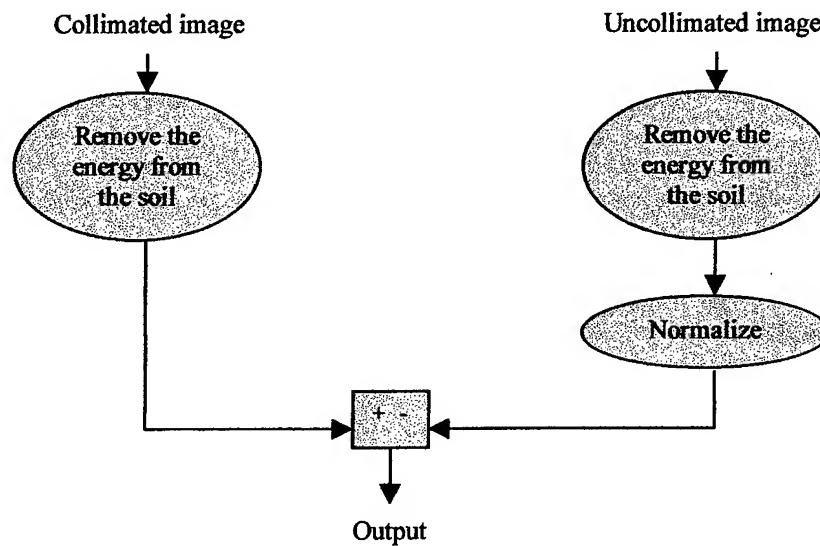 Collimated image
Uncollimated image
Remove the
energy from
the soil
Remove the
energy from
the soil
Normalize
+ -
Output